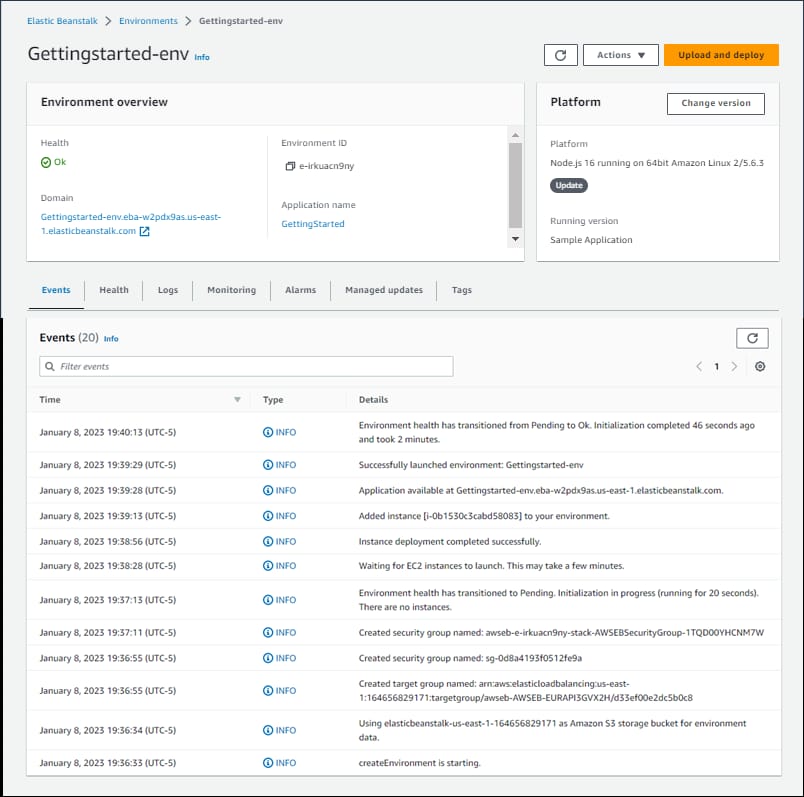 Elastic Beanstalk > Environments > Gettingstarted-env
Gettingstarted-env Info
Actions ▼
Upload and deploy
Environment overview
Health
Ok
Domain
Gettingstarted-env.eba-w2pdx9as.us-east-
1.elasticbeanstalk.com
Environment ID
e-irkuacn9ny
Application name
GettingStarted
Platform
Change version
Platform
Node.js 16 running on 64bit Amazon Linux 2/5.6.3
Update
Running version
Sample Application
Events Health Logs Monitoring Alarms Managed updates Tags
Events (20) Info
Filter events
< 1 >
Time Type Details
January 8, 2023 19:40:13 (UTC-5) INFO Environment health has transitioned from Pending to Ok. Initialization completed 46 seconds ago
and took 2 minutes.
January 8, 2023 19:39:29 (UTC-5) INFO Successfully launched environment: Gettingstarted-env
January 8, 2023 19:39:28 (UTC-5) INFO Application available at Gettingstarted-env.eba-w2pdx9as.us-east-1.elasticbeanstalk.com.
January 8, 2023 19:39:13 (UTC-5) INFO Added instance [i-0b1530c3cabd58083] to your environment.
January 8, 2023 19:38:56 (UTC-5) INFO Instance deployment completed successfully.
January 8, 2023 19:38:28 (UTC-5) INFO Waiting for EC2 instances to launch. This may take a few minutes.
January 8, 2023 19:37:13 (UTC-5) INFO Environment health has transitioned to Pending. Initialization in progress (running for 20 seconds).
There are no instances.
January 8, 2023 19:37:11 (UTC-5) INFO Created security group named: awseb-e-irkuacn9ny-stack-AWSEBSecurityGroup-1TQD00YHCNM7W
January 8, 2023 19:36:55 (UTC-5) INFO Created security group named: sg-0d8a4193f0512fe9a
January 8, 2023 19:36:55 (UTC-5) INFO Created target group named: arn:aws:elasticloadbalancing:us-east-
1:164656829171:targetgroup/awseb-AWSEB-EURAPI3GVX2H/d33ef00e2dc5b0c8
January 8, 2023 19:36:34 (UTC-5) INFO Using elasticbeanstalk-us-east-1-164656829171 as Amazon S3 storage bucket for environment
data.
January 8, 2023 19:36:33 (UTC-5) INFO createEnvironment is starting.